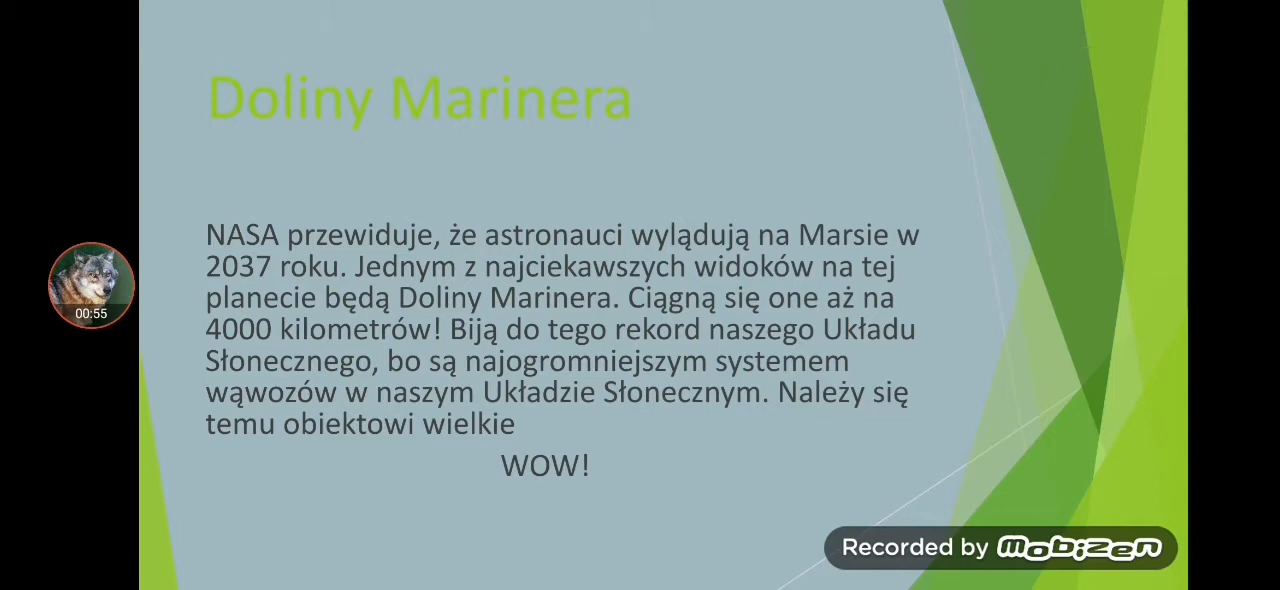 Doliny Marinera
NASA przewiduje, że astronauci wylądują na Marsie w
2037 roku. Jednym z najciekawszych widoków na tej
planecie będą Doliny Marinera. Ciągną się one aż na
4000 kilometrów! Biją do tego rekord naszego Układu
Słonecznego, bo są najogromniejszym systemem
wąwozów w naszym Układzie Słonecznym. Należy się
temu obiektowi wielkie
WOW!
00:55
Recorded by mobizen